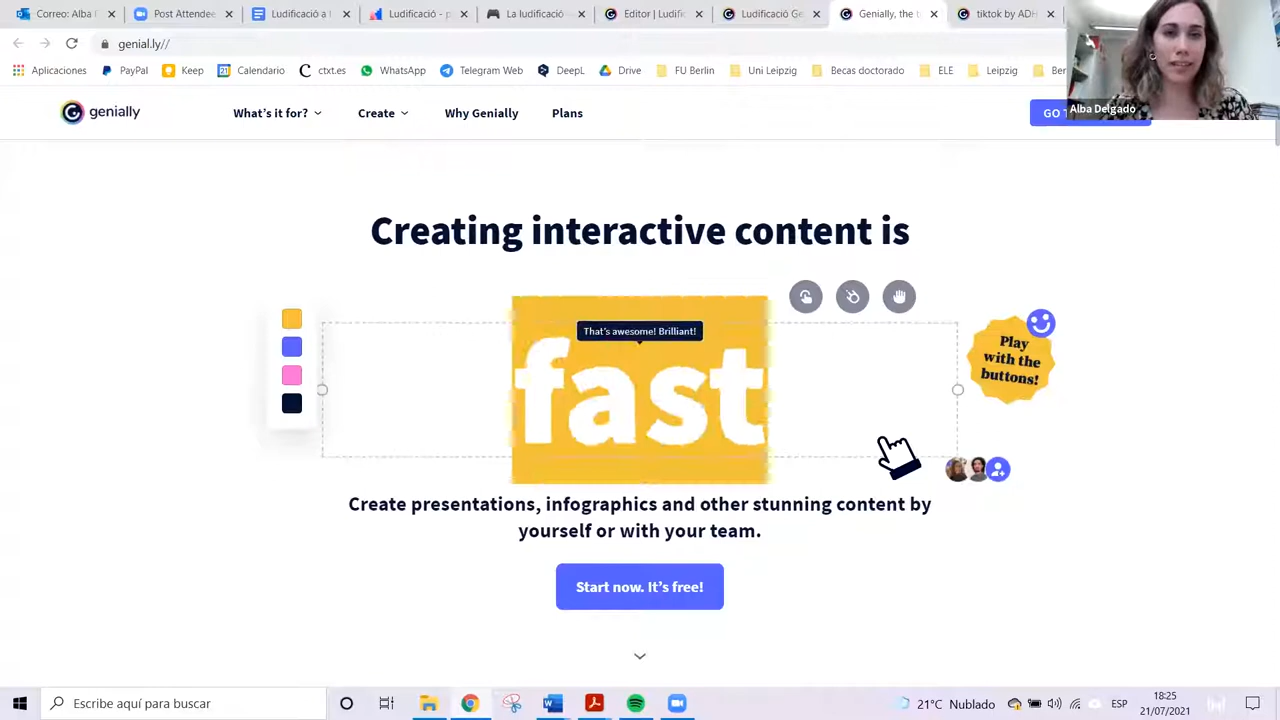 Correo: Alba D
Post Attende
Ludificació a t
Ludificació - p
La ludificació
Editor | Ludific
Ludificació Ge
Genially, the t
tiktok by ADH
genial.ly//
Aplicaciones
PayPal
Keep
Calendario
ctxt.es
WhatsApp
Telegram Web
DeepL
Drive
FU Berlin
Uni Leipzig
Becas doctorado
ELE
Leipzig
Ber
Alba Delgado
genially
What's it for?
Create
Why Genially
Plans
GO T
Creating interactive content is
That's awesome! Brilliant!
fast
Play
with the
buttons!
Create presentations, infographics and other stunning content by
yourself or with your team.
Start now. It's free!
Escribe aquí para buscar
21°C Nublado
ESP
18:25
21/07/2021